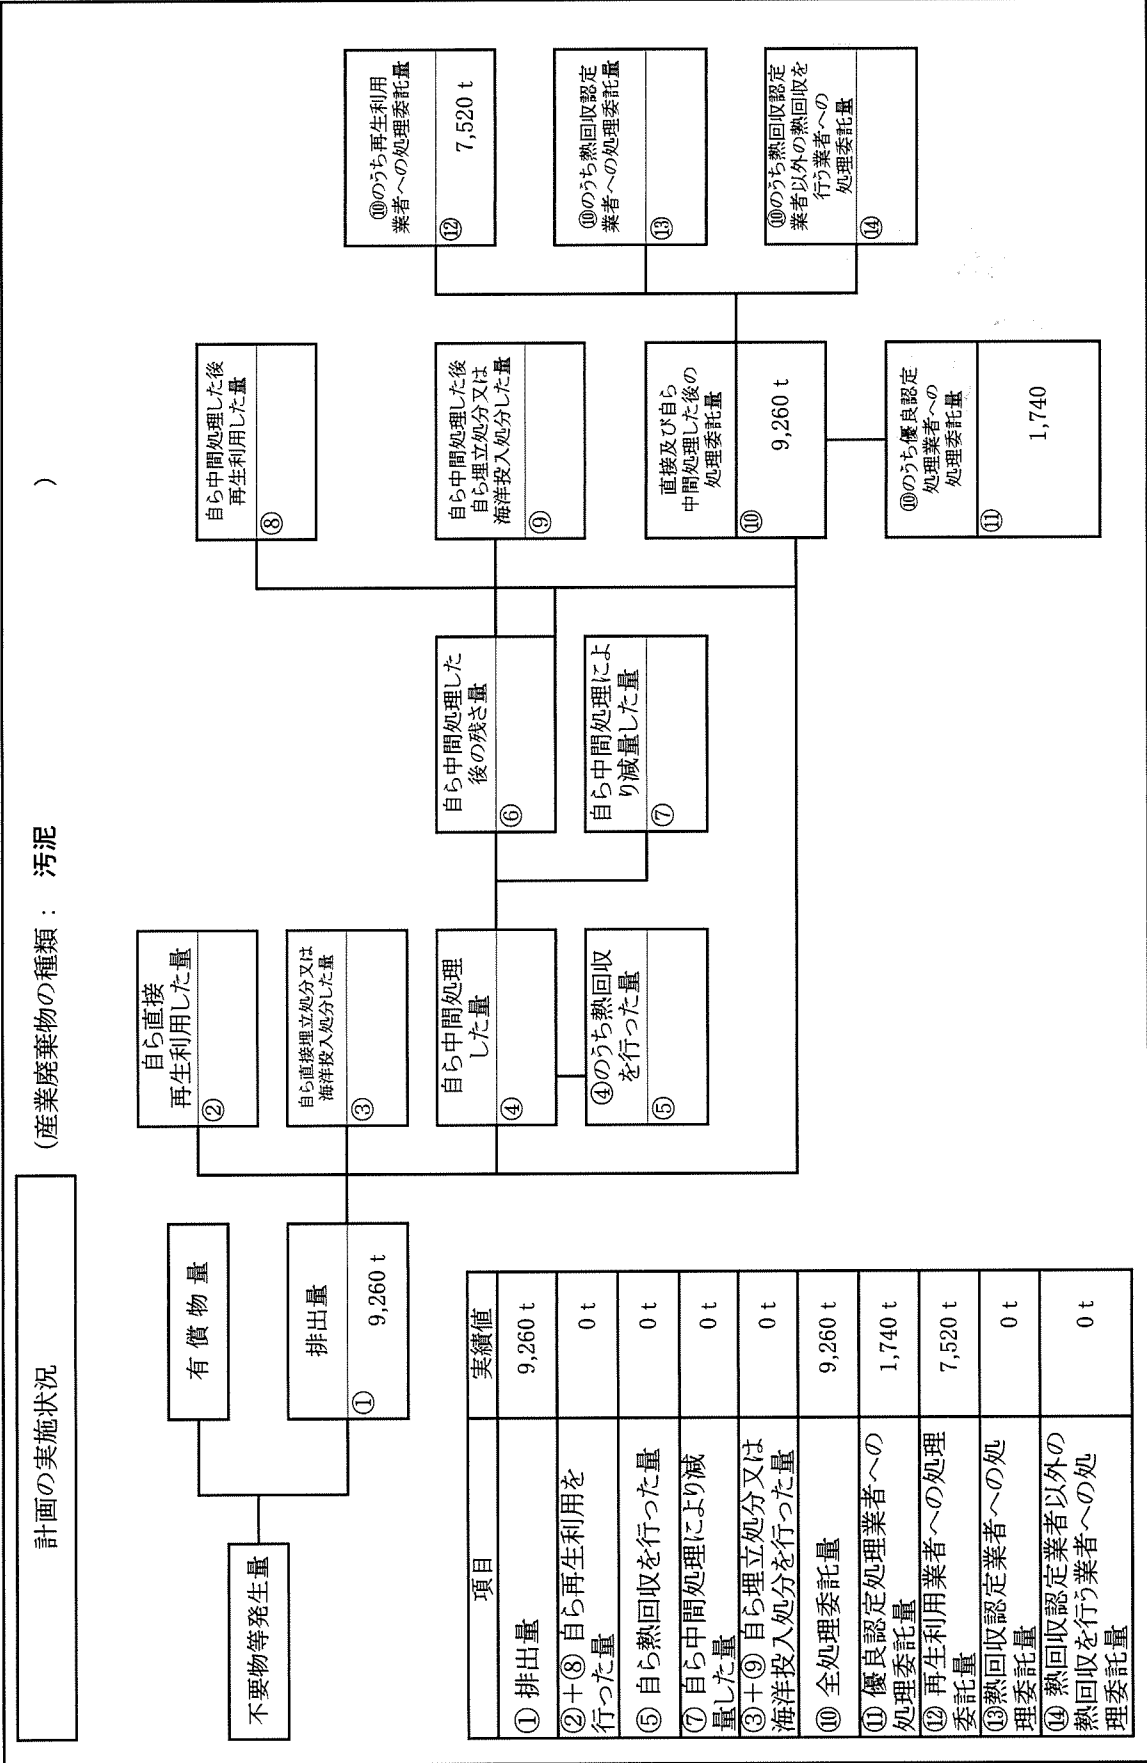 計画の実施状況
(産業廃棄物の種類： 汚泥 )
不要物等発生量
有 償 物 量
排出量
①
9,260 t
自ら直接
再生利用した量
②
自ら直接埋立処分又は
海洋投入処分した量
③
自ら中間処理
した量
④
④のうち熱回収
を行った量
⑤
自ら中間処理した
後の残さ量
⑥
自ら中間処理によ
り減量した量
⑦
自ら中間処理した後
再生利用した量
⑧
自ら中間処理した後
自ら埋立処分又は
海洋投入処分した量
⑨
直接及び自ら
中間処理した後の
処理委託量
⑩
9,260 t
⑩のうち優良認定
処理業者への
処理委託量
⑪
1,740
⑩のうち再生利用
業者への処理委託量
⑫
7,520 t
⑩のうち熱回収認定
業者への処理委託量
⑬
⑩のうち熱回収認定
業者以外の熱回収を
行う業者への
処理委託量
⑭
項目 実績値
① 排出量 9,260 t
②＋⑧ 自ら再生利用を
行った量 0 t
⑤ 自ら熱回収を行った量 0 t
⑦ 自ら中間処理により減
量した量 0 t
③＋⑨ 自ら埋立処分又は
海洋投入処分を行った量 0 t
⑩ 全処理委託量 9,260 t
⑪ 優良認定処理業者への
処理委託量 1,740 t
⑫ 再生利用業者への処理
委託量 7,520 t
⑬熱回収認定業者への処
理委託量 0 t
⑭ 熱回収認定業者以外の
熱回収を行う業者への処
理委託量 0 t